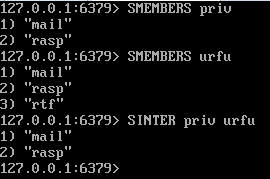 127.0.0.1:6379> SMEMBERS priv
1) "mail"
2) "rasp"
127.0.0.1:6379> SMEMBERS urfu
1) "mail"
2) "rasp"
3) "rtf"
127.0.0.1:6379> SINTER priv urfu
1) "mail"
2) "rasp"
127.0.0.1:6379>